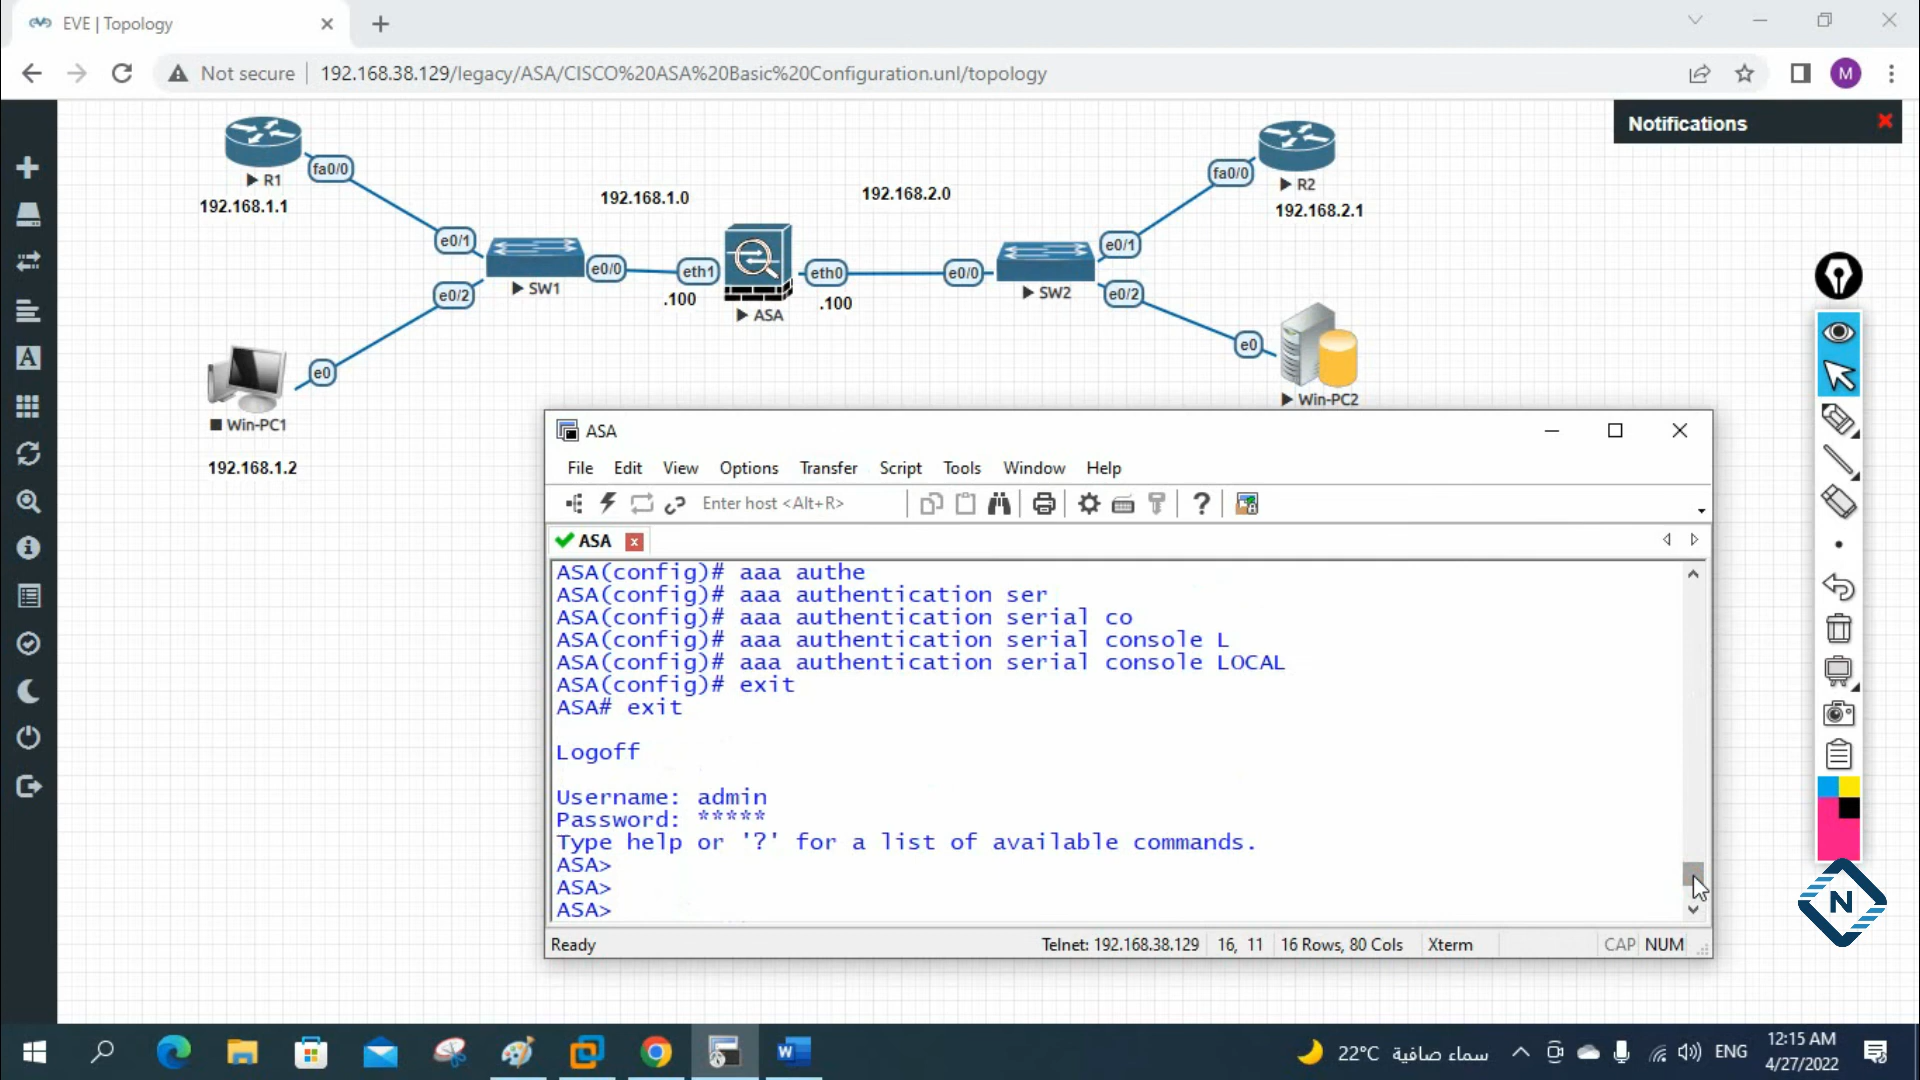 EVE | Topology
Not secure
192.168.38.129/legacy/ASA/CISCO%20ASA%20Basic%20Configuration.unl/topology
M
Notifications
R1
fa0/0
192.168.1.1
192.168.1.0
192.168.2.0
fa0/0
R2
192.168.2.1
e0/1
SW1
e0/0
eth1
.100
ASA
eth0
.100
e0/0
SW2
e0/1
e0/2
e0/2
e0
Win-PC1
192.168.1.2
e0
Win-PC2
ASA
File Edit View Options Transfer Script Tools Window Help
Enter host <Alt+R>
ASA
ASA(config)# aaa authe
ASA(config)# aaa authentication ser
ASA(config)# aaa authentication serial co
ASA(config)# aaa authentication serial console L
ASA(config)# aaa authentication serial console LOCAL
ASA(config)# exit
ASA# exit
Logoff
Username: admin
Password: *****
Type help or '?' for a list of available commands.
ASA>
ASA>
ASA>
Ready
Telnet: 192.168.38.129 16, 11 16 Rows, 80 Cols Xterm CAP NUM
N
22°C سماء صافية
ENG
12:15 AM
4/27/2022